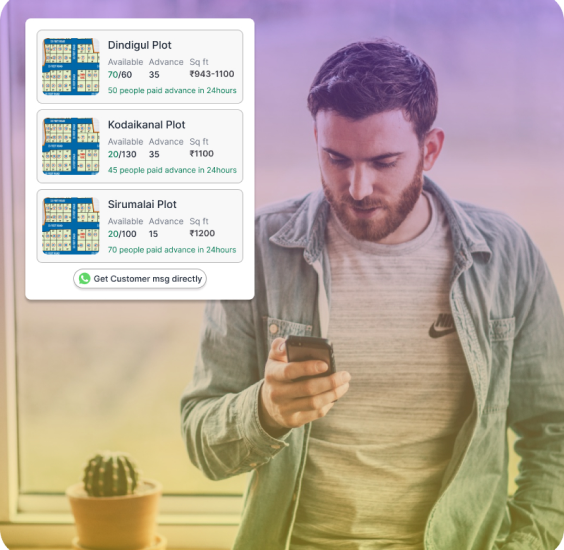 Dindigul Plot
Available Advance Sq ft
70/60 35 ₹943-1100
50 people paid advance in 24hours
Kodaikanal Plot
Available Advance Sq ft
20/130 35 ₹1100
45 people paid advance in 24hours
Sirumalai Plot
Available Advance Sq ft
20/100 15 ₹1200
70 people paid advance in 24hours
Get Customer msg directly